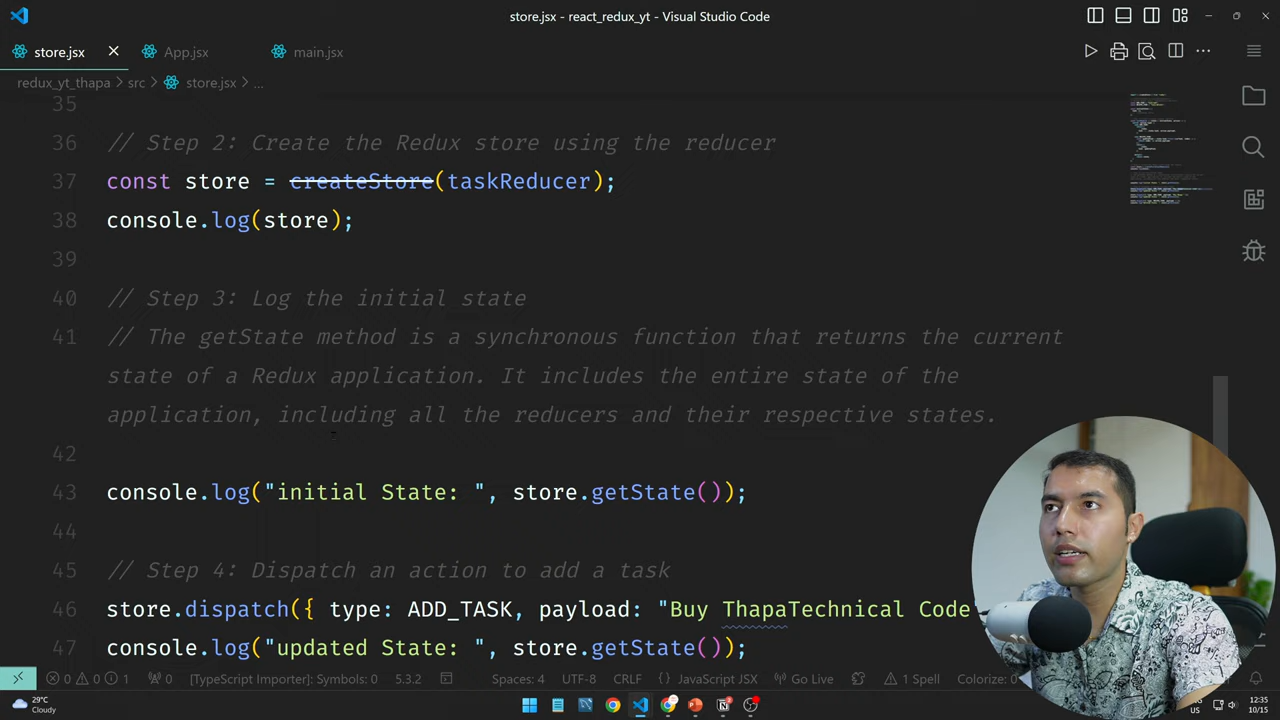 store.jsx - react_redux_yt - Visual Studio Code
store.jsx
App.jsx
main.jsx
redux_yt_thapa > src > store.jsx > ...
35
36 // Step 2: Create the Redux store using the reducer
37 const store = createStore(taskReducer);
38 console.log(store);
39
40 // Step 3: Log the initial state
41 // The getState method is a synchronous function that returns the current
state of a Redux application. It includes the entire state of the
application, including all the reducers and their respective states.
42
43 console.log("initial State: ", store.getState());
44
45 // Step 4: Dispatch an action to add a task
46 store.dispatch({ type: ADD_TASK, payload: "Buy ThapaTechnical Code
47 console.log("updated State: ", store.getState());
0 0 1 0 [TypeScript Importer]: Symbols: 0 5.3.2 Spaces: 4 UTF-8 CRLF { } JavaScript JSX Go Live 1 Spell Colorize: 0
29°C
Cloudy
US
12:35
10/15